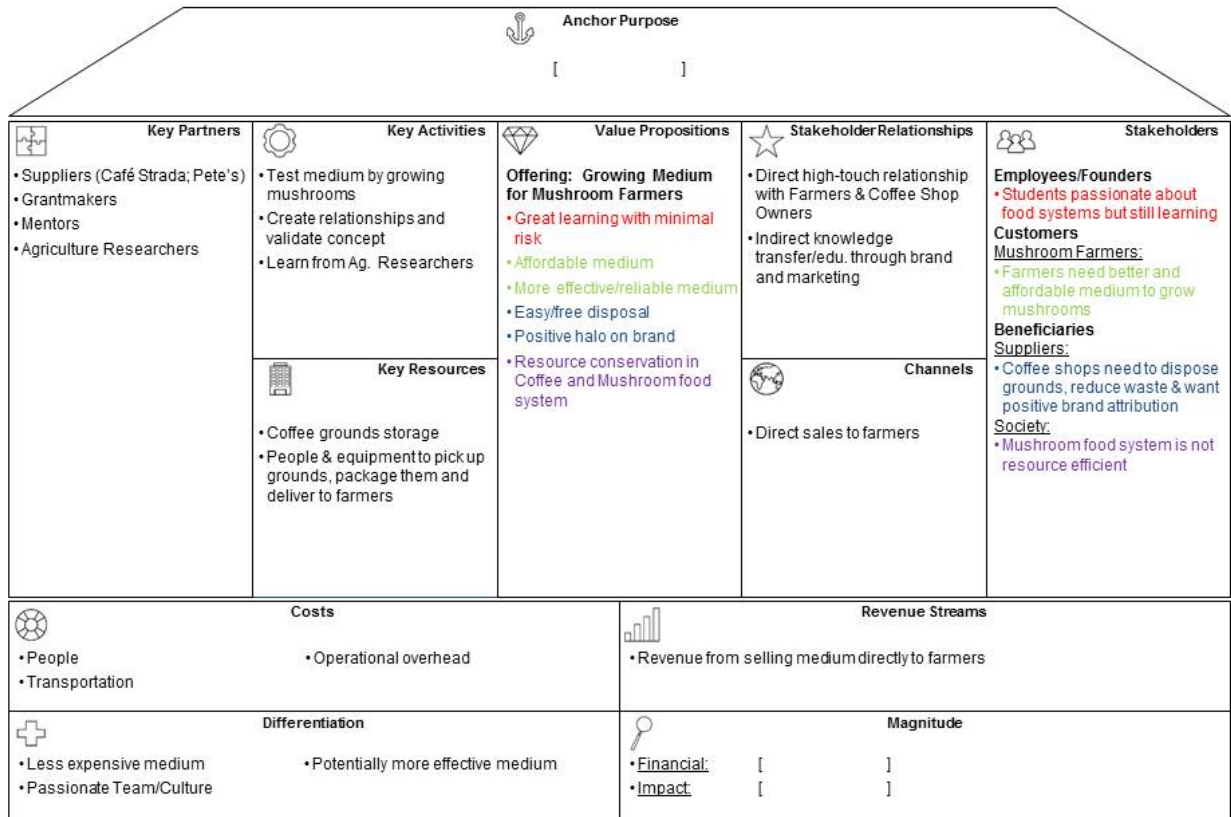 Anchor Purpose
[ ]
Key Partners
• Suppliers (Café Strada; Pete's)
• Grantmakers
• Mentors
• Agriculture Researchers
Key Activities
• Test medium by growing
mushrooms
• Create relationships and
validate concept
• Learn from Ag. Researchers
Key Resources
• Coffee grounds storage
• People & equipment to pick up
grounds, package them and
deliver to farmers
Value Propositions
Offering: Growing Medium
for Mushroom Farmers
• Great learning with minimal
risk
• Affordable medium
• More effective/reliable medium
• Easy/free disposal
• Positive halo on brand
• Resource conservation in
Coffee and Mushroom food
system
Stakeholder Relationships
• Direct high-touch relationship
with Farmers & Coffee Shop
Owners
• Indirect knowledge
transfer/edu. through brand
and marketing
Channels
• Direct sales to farmers
Stakeholders
Employees/Founders
• Students passionate about
food systems but still learning
Customers
Mushroom Farmers:
• Farmers need better and
affordable medium to grow
mushrooms
Beneficiaries
Suppliers:
• Coffee shops need to dispose
grounds, reduce waste & want
positive brand attribution
Society:
• Mushroom food system is not
resource efficient
Costs
• People
• Transportation
• Operational overhead
Revenue Streams
• Revenue from selling medium directly to farmers
Differentiation
• Less expensive medium
• Passionate Team/Culture
• Potentially more effective medium
Magnitude
• Financial: [ ]
• Impact: [ ]